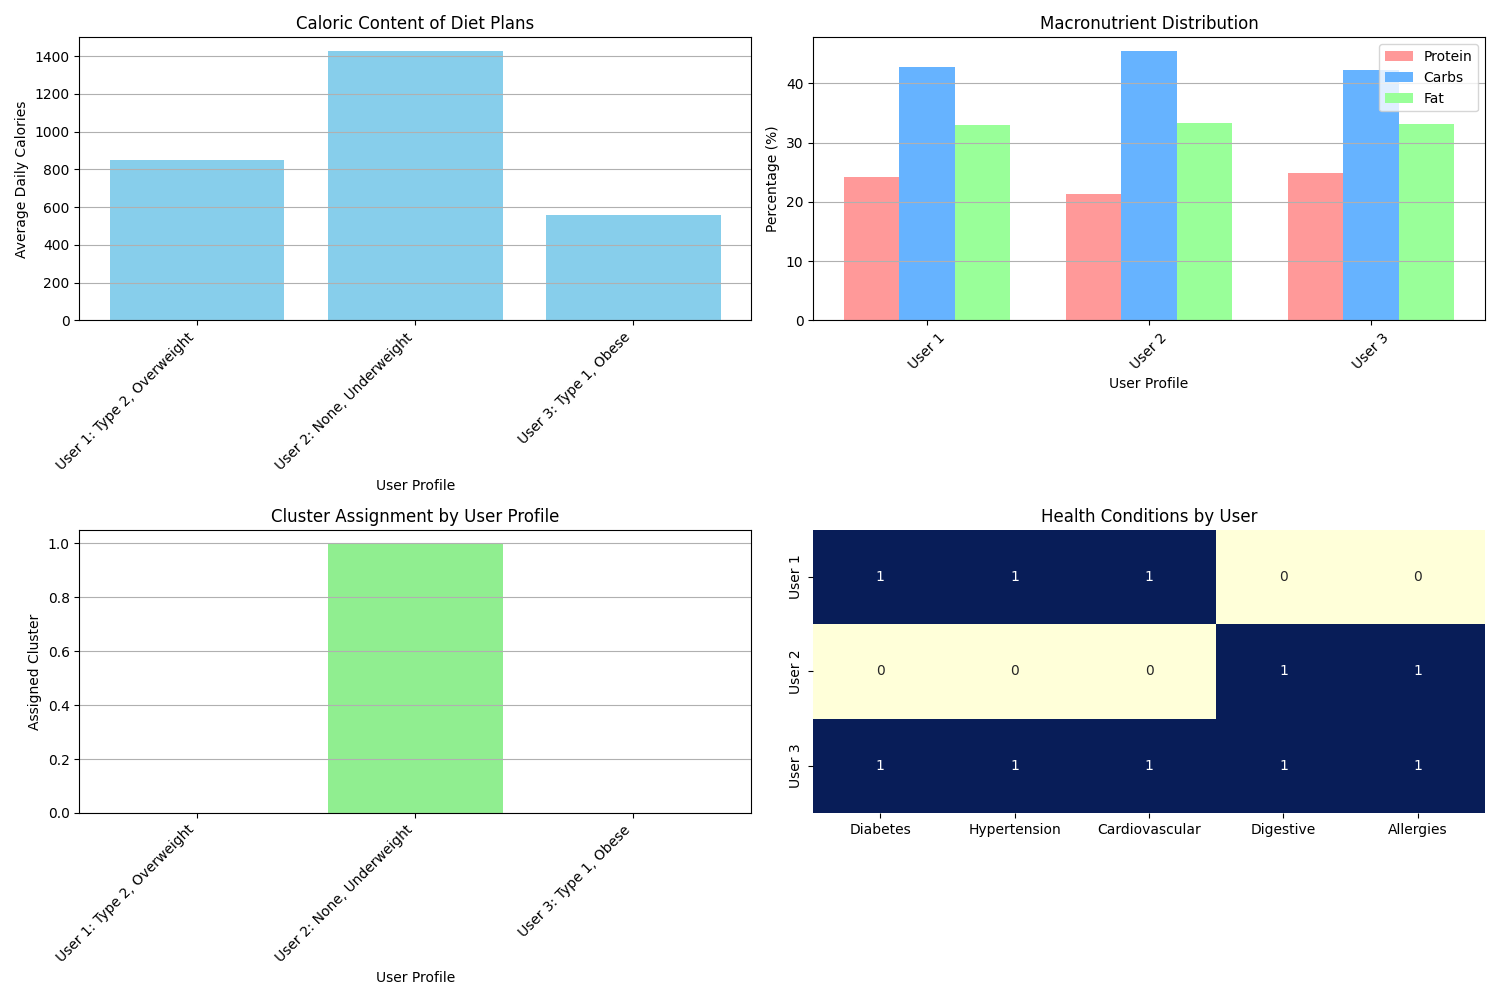 Caloric Content of Diet Plans
Average Daily Calories
1400
1200
1000
800
600
400
200
0
User 1: Type 2, Overweight
User 2: None, Underweight
User 3: Type 1, Obese
User Profile
Macronutrient Distribution
Percentage (%)
40
30
20
10
0
Protein
Carbs
Fat
User 1
User 2
User 3
User Profile
Cluster Assignment by User Profile
Assigned Cluster
1.0
0.8
0.6
0.4
0.2
0.0
User 1: Type 2, Overweight
User 2: None, Underweight
User 3: Type 1, Obese
User Profile
Health Conditions by User
User 1 1 1 1 0 0
User 2 0 0 0 1 1
User 3 1 1 1 1 1
Diabetes Hypertension Cardiovascular Digestive Allergies